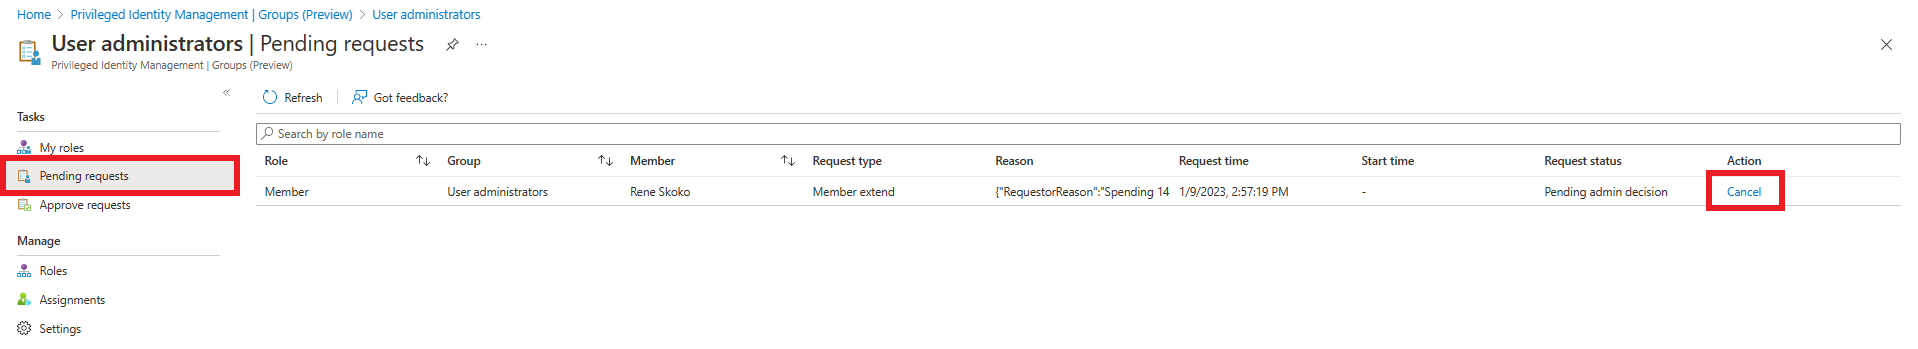 Home > Privileged Identity Management | Groups (Preview) > User administrators
User administrators | Pending requests
Privileged Identity Management | Groups (Preview)
Refresh
Got feedback?
Search by role name
Tasks
My roles
Pending requests
Approve requests
Manage
Roles
Assignments
Settings
Role Group Member Request type Reason Request time Start time Request status Action
Member User administrators Rene Skoko Member extend {"RequestorReason":"Spending 14 1/9/2023, 2:57:19 PM - Pending admin decision Cancel